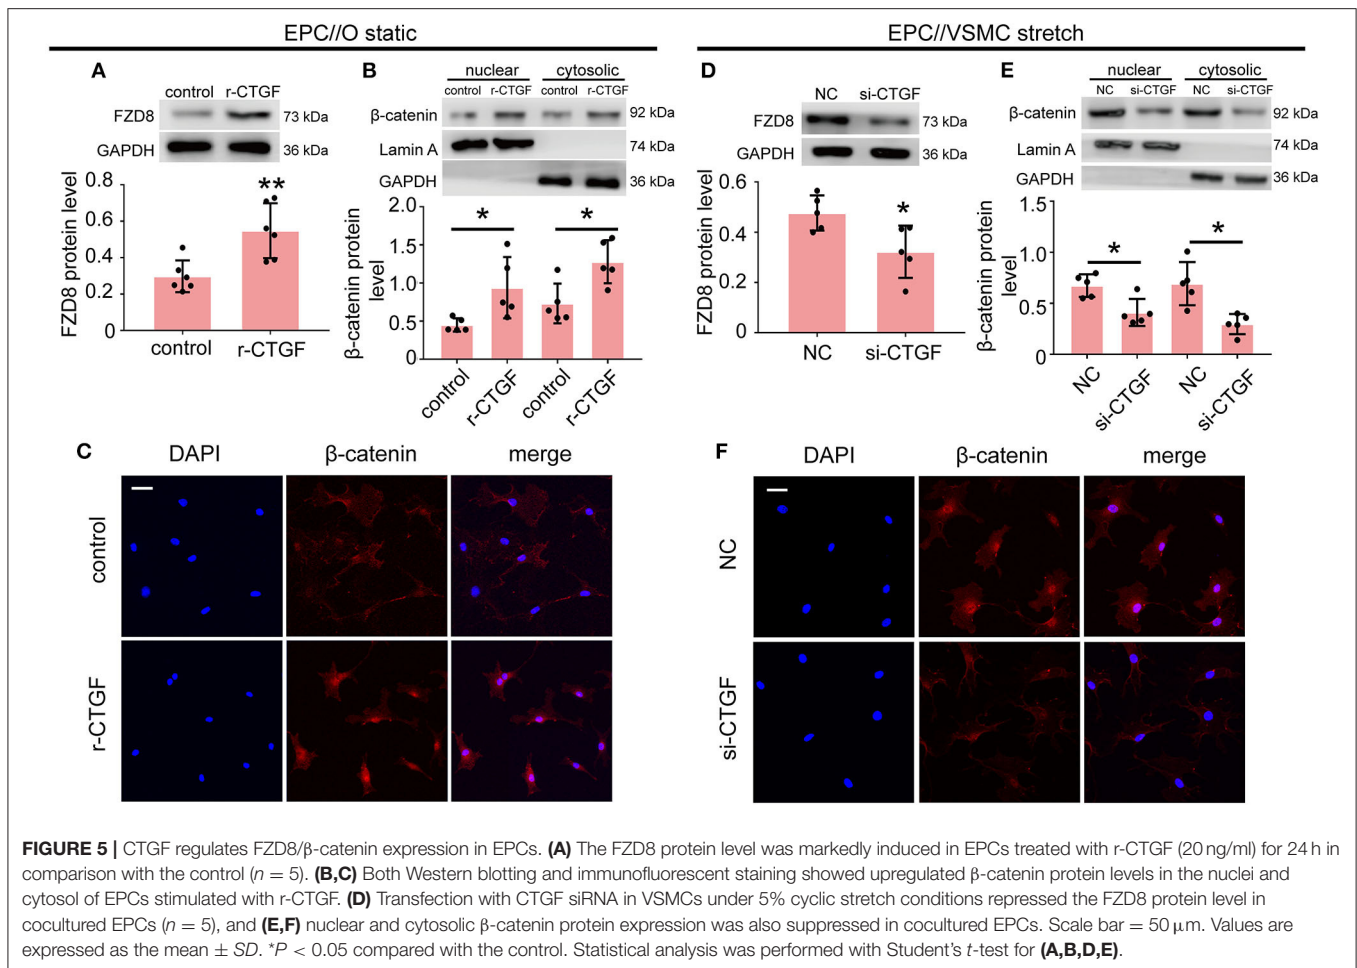 EPC//O static
EPC//VSMC stretch
A
control r-CTGF
FZD8 73 kDa
GAPDH 36 kDa
FZD8 protein level
0.8
0.6
0.4
0.2
0
**
control r-CTGF
B
nuclear cytosolic
control r-CTGF control r-CTGF
β-catenin 92 kDa
Lamin A 74 kDa
GAPDH 36 kDa
β-catenin protein
level
2.0
1.5
1.0
0.5
0
* *
control r-CTGF control r-CTGF
D
NC si-CTGF
FZD8 73 kDa
GAPDH 36 kDa
FZD8 protein level
0.6
0.4
0.2
0
*
NC si-CTGF
E
nuclear cytosolic
NC si-CTGF NC si-CTGF
β-catenin 92 kDa
Lamin A 74 kDa
GAPDH 36 kDa
β-catenin protein
level
1.5
1.0
0.5
0
* *
NC si-CTGF NC si-CTGF
C
DAPI β-catenin merge
control
r-CTGF
F
DAPI β-catenin merge
NC
si-CTGF
FIGURE 5 | CTGF regulates FZD8/β-catenin expression in EPCs. (A) The FZD8 protein level was markedly induced in EPCs treated with r-CTGF (20 ng/ml) for 24 h in
comparison with the control (n = 5). (B,C) Both Western blotting and immunofluorescent staining showed upregulated β-catenin protein levels in the nuclei and
cytosol of EPCs stimulated with r-CTGF. (D) Transfection with CTGF siRNA in VSMCs under 5% cyclic stretch conditions repressed the FZD8 protein level in
cocultured EPCs (n = 5), and (E,F) nuclear and cytosolic β-catenin protein expression was also suppressed in cocultured EPCs. Scale bar = 50 μm. Values are
expressed as the mean ± SD. *P < 0.05 compared with the control. Statistical analysis was performed with Student's t-test for (A,B,D,E).